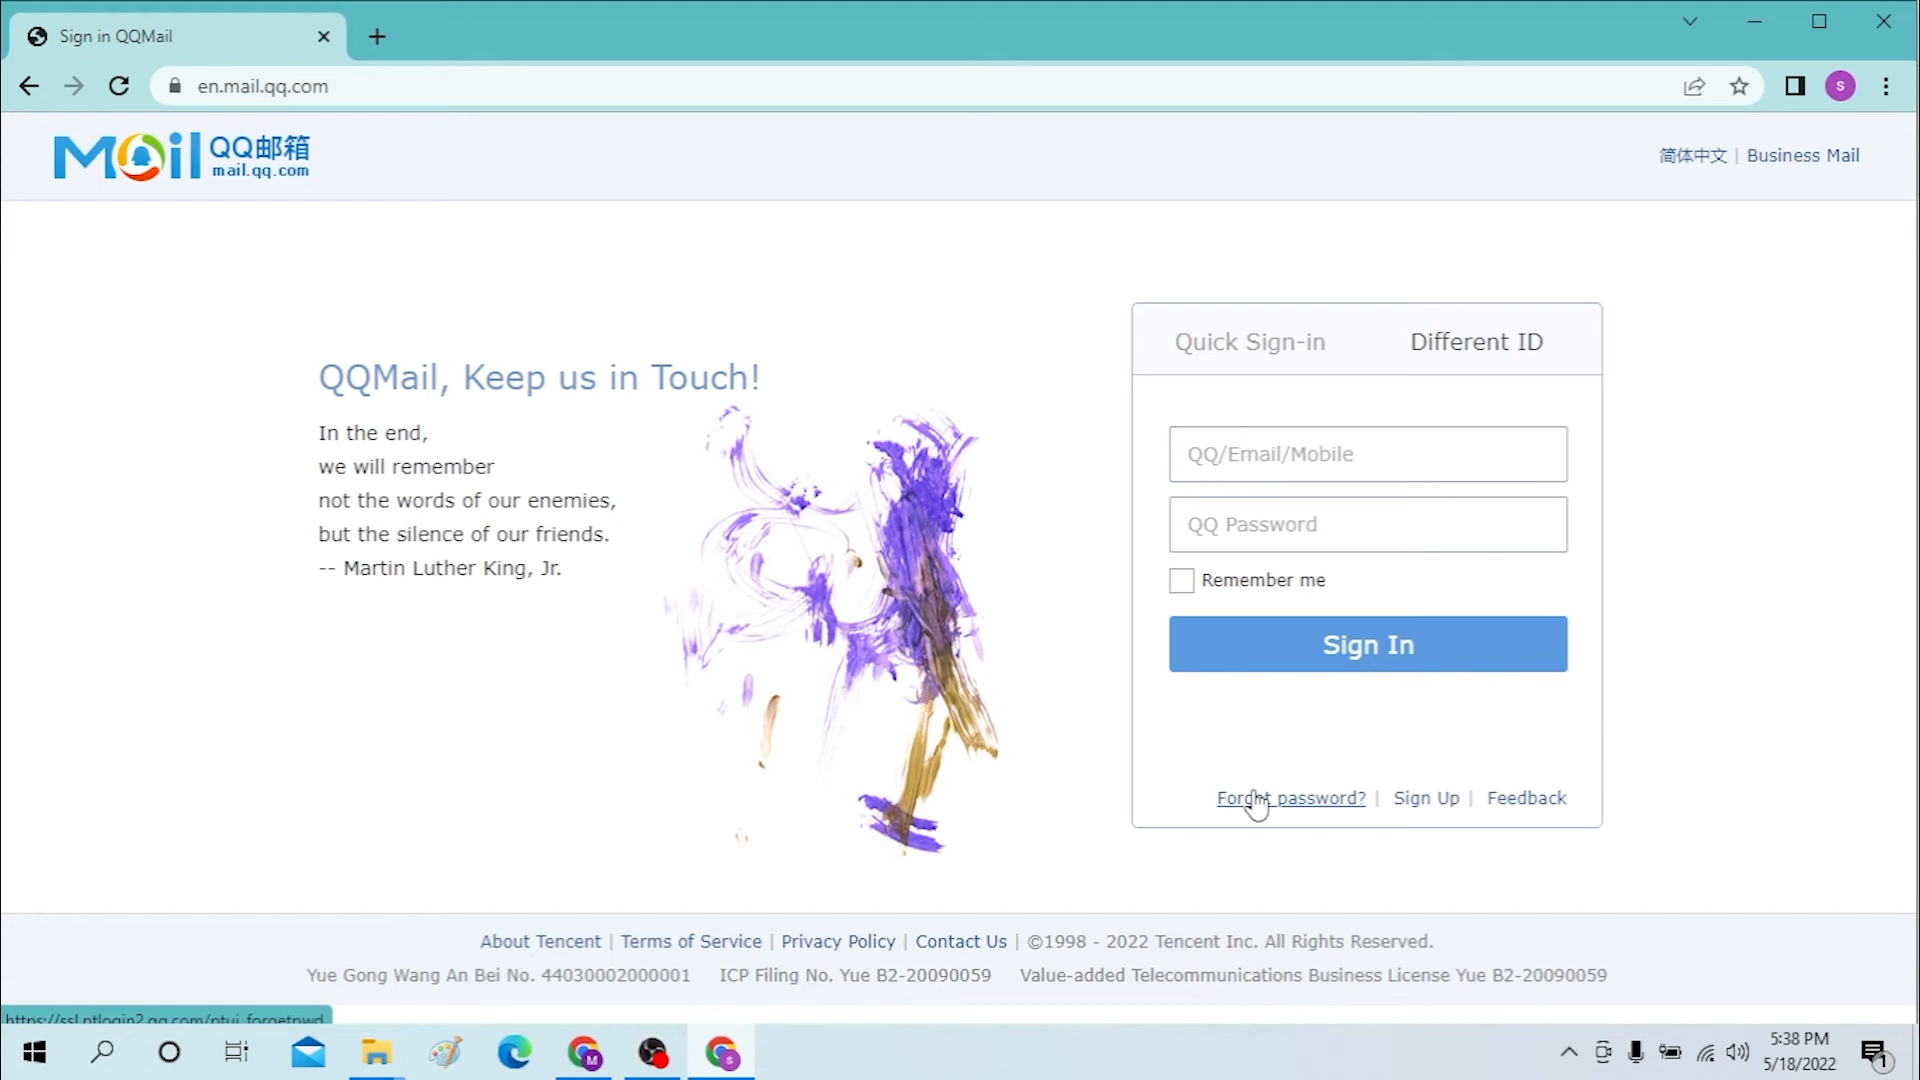 Sign in QQMail
en.mail.qq.com
S
Mail QQ邮箱
mail.qq.com
简体中文 | Business Mail
Quick Sign-in
Different ID
QQMail, Keep us in Touch!
In the end,
we will remember
not the words of our enemies,
but the silence of our friends.
-- Martin Luther King, Jr.
QQ/Email/Mobile
QQ Password
Remember me
Sign In
Forgot password? | Sign Up | Feedback
About Tencent | Terms of Service | Privacy Policy | Contact Us | ©1998 - 2022 Tencent Inc. All Rights Reserved.
Yue Gong Wang An Bei No. 44030002000001 ICP Filing No. Yue B2-20090059 Value-added Telecommunications Business License Yue B2-20090059
https://ssl.ptlogin2.qq.com/ptui_forgetpwd
M
S
5:38 PM
5/18/2022
1